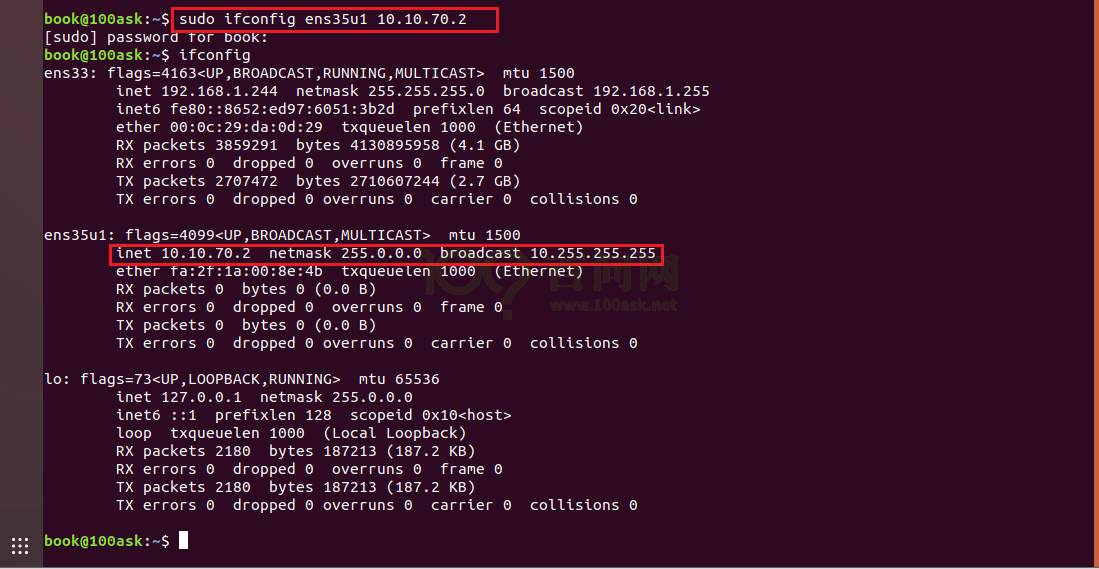 book@100ask:~$ sudo ifconfig ens35u1 10.10.70.2
[sudo] password for book:
book@100ask:~$ ifconfig
ens33: flags=4163<UP,BROADCAST,RUNNING,MULTICAST>  mtu 1500
        inet 192.168.1.244  netmask 255.255.255.0  broadcast 192.168.1.255
        inet6 fe80::8652:ed97:6051:3b2d  prefixlen 64  scopeid 0x20<link>
        ether 00:0c:29:da:0d:29  txqueuelen 1000  (Ethernet)
        RX packets 3859291  bytes 4130895958 (4.1 GB)
        RX errors 0  dropped 0  overruns 0  frame 0
        TX packets 2707472  bytes 2710607244 (2.7 GB)
        TX errors 0  dropped 0 overruns 0  carrier 0  collisions 0

ens35u1: flags=4099<UP,BROADCAST,MULTICAST>  mtu 1500
        inet 10.10.70.2  netmask 255.0.0.0  broadcast 10.255.255.255
        ether fa:2f:1a:00:8e:4b  txqueuelen 1000  (Ethernet)
        RX packets 0  bytes 0 (0.0 B)
        RX errors 0  dropped 0  overruns 0  frame 0
        TX packets 0  bytes 0 (0.0 B)
        TX errors 0  dropped 0 overruns 0  carrier 0  collisions 0

lo: flags=73<UP,LOOPBACK,RUNNING>  mtu 65536
        inet 127.0.0.1  netmask 255.0.0.0
        inet6 ::1  prefixlen 128  scopeid 0x10<host>
        loop  txqueuelen 1000  (Local Loopback)
        RX packets 2180  bytes 187213 (187.2 KB)
        RX errors 0  dropped 0  overruns 0  frame 0
        TX packets 2180  bytes 187213 (187.2 KB)
        TX errors 0  dropped 0 overruns 0  carrier 0  collisions 0

book@100ask:~$
百问网
www.100ask.net